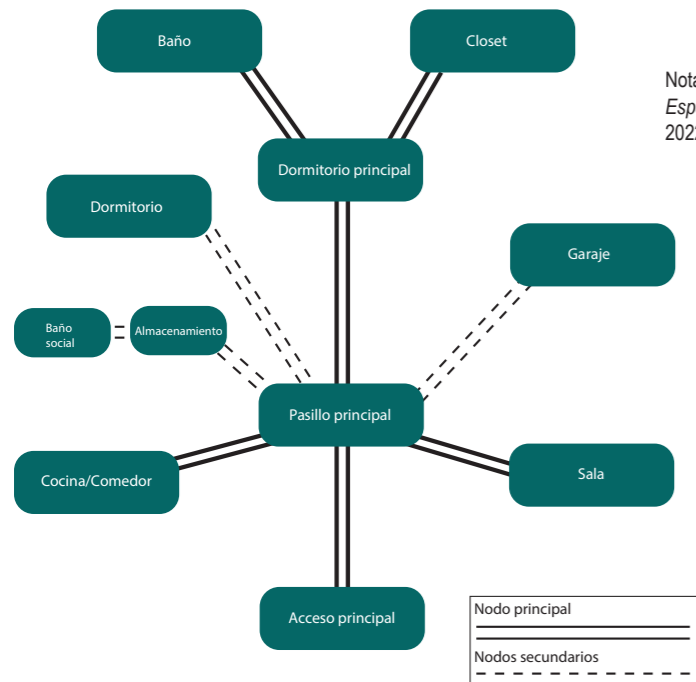 Baño
Closet
Nota
Esp
202
Dormitorio principal
Dormitorio
Garaje
Baño
social
Almacenamiento
Pasillo principal
Cocina/Comedor
Sala
Acceso principal
Nodo principal
Nodos secundarios